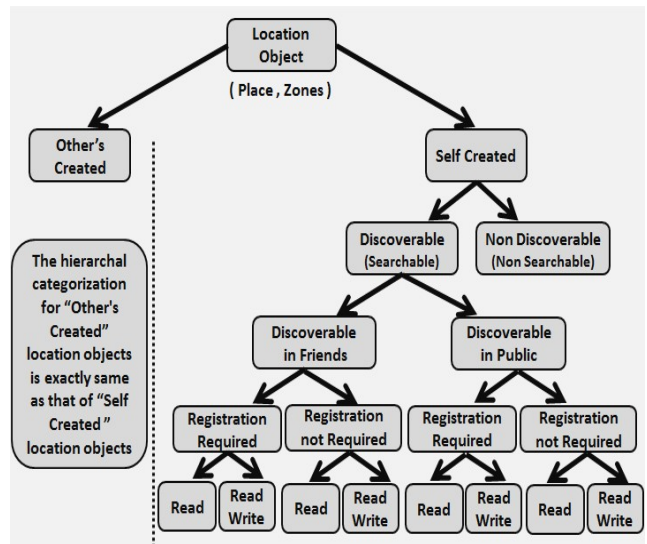 Location
Object
( Place , Zones )
Other's
Created
Self Created
Discoverable
(Searchable)
Non Discoverable
(Non Searchable)
The hierarchal
categorization
for “Other's
Created”
location objects
is exactly same
as that of “Self
Created ”
location objects
Discoverable
in Friends
Discoverable
in Public
Registration
Required
Registration
not Required
Registration
Required
Registration
not Required
Read
Read
Write
Read
Read
Write
Read
Read
Write
Read
Read
Write